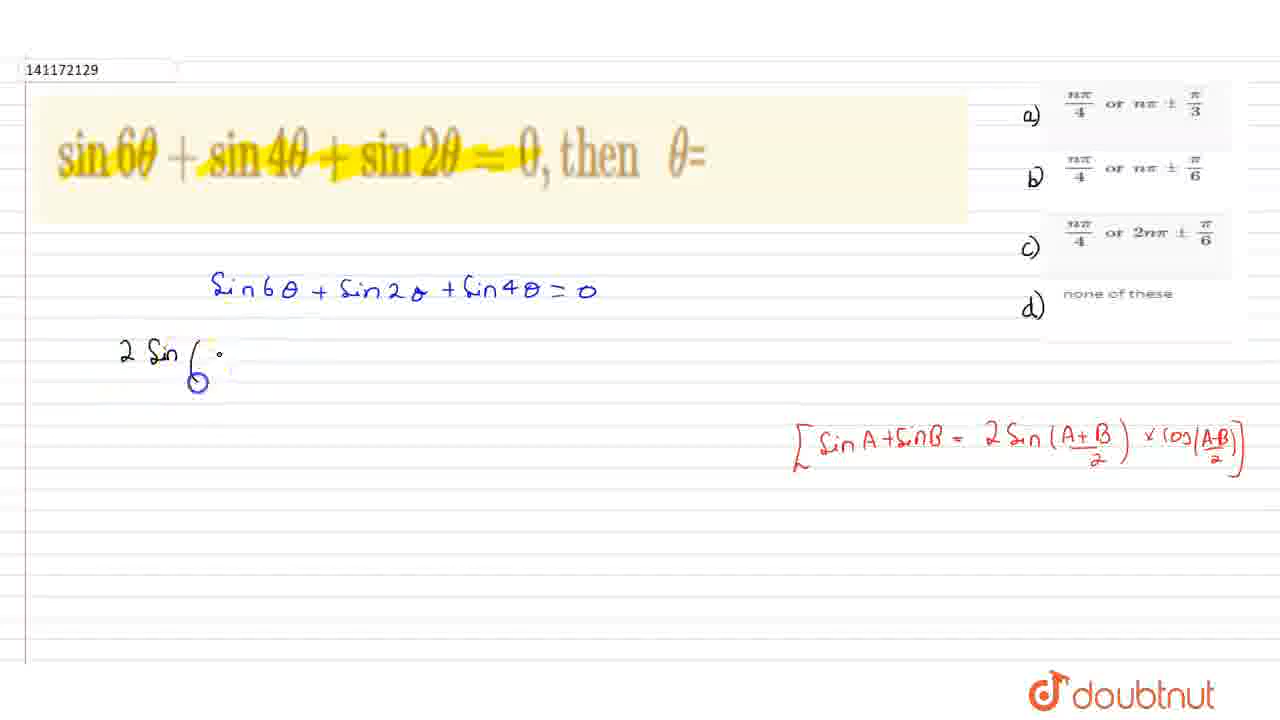 141172129
sin 6θ + sin 4θ + sin 2θ = 0, then θ=
a) nπ/4 or nπ ± π/3
b) nπ/4 or nπ ± π/6
c) nπ/4 or 2nπ ± π/6
d) none of these
Sin 6θ + Sin 2θ + Sin 4θ = 0
2 Sin (
[Sin A + Sin B = 2 Sin (A+B/2) × Cos (A-B/2)]
doubtnut